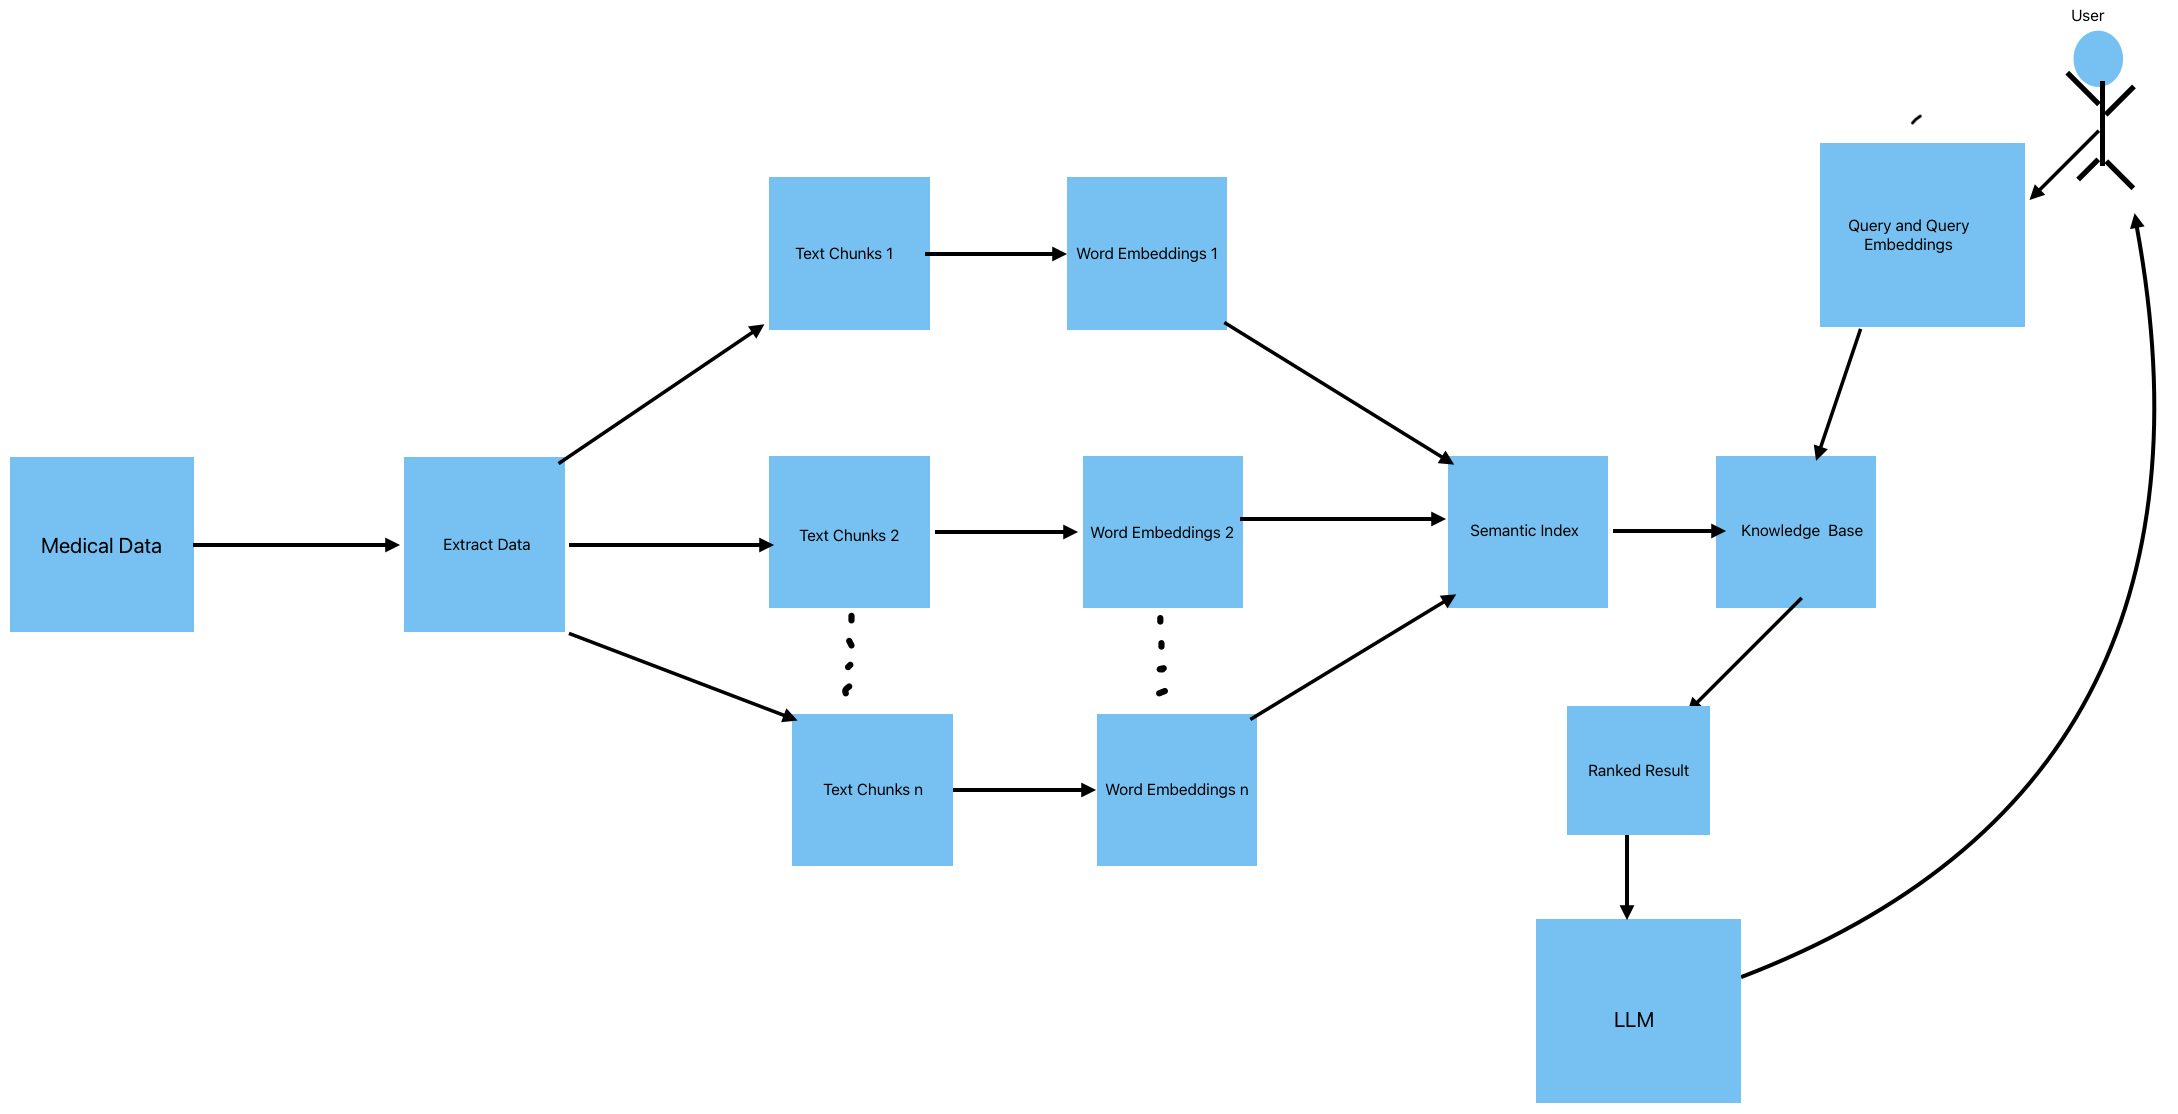 User
Query and Query
Embeddings
Text Chunks 1
Word Embeddings 1
Medical Data
Extract Data
Text Chunks 2
Word Embeddings 2
Semantic Index
Knowledge  Base
Text Chunks n
Word Embeddings n
Ranked Result
LLM